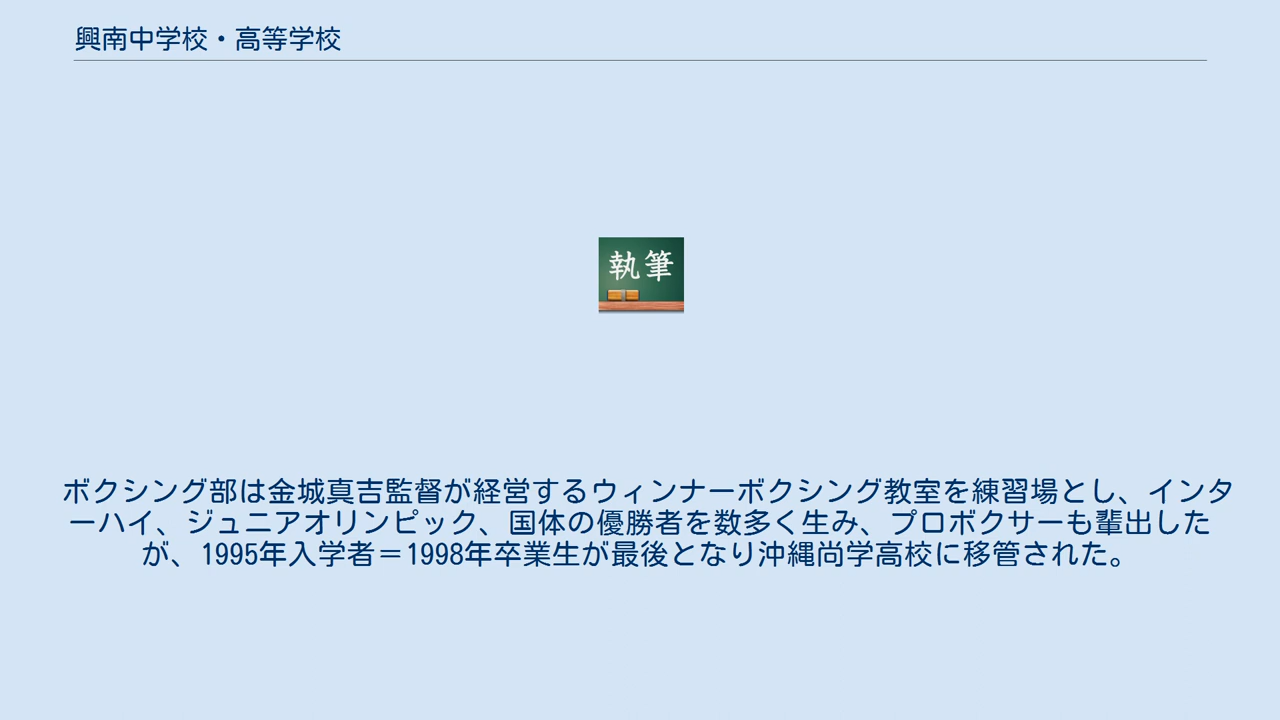 興南中学校・高等学校
執筆
ボクシング部は金城真吉監督が経営するウィンナーボクシング教室を練習場とし、インタ
ーハイ、ジュニアオリンピック、国体の優勝者を数多く生み、プロボクサーも輩出した
が、1995年入学者＝1998年卒業生が最後となり沖縄尚学高校に移管された。